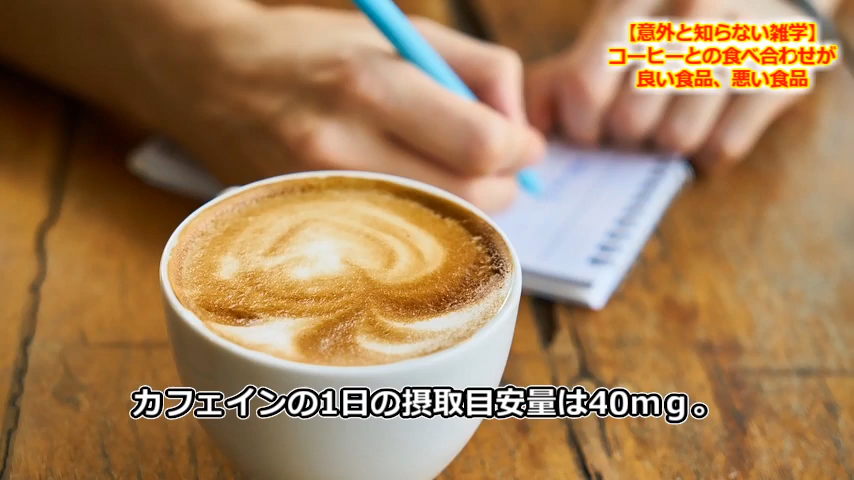 【意外と知らない雑学】
コーヒーとの食べ合わせが
良い食品、悪い食品
カフェインの1日の摂取目安量は40mｇ。